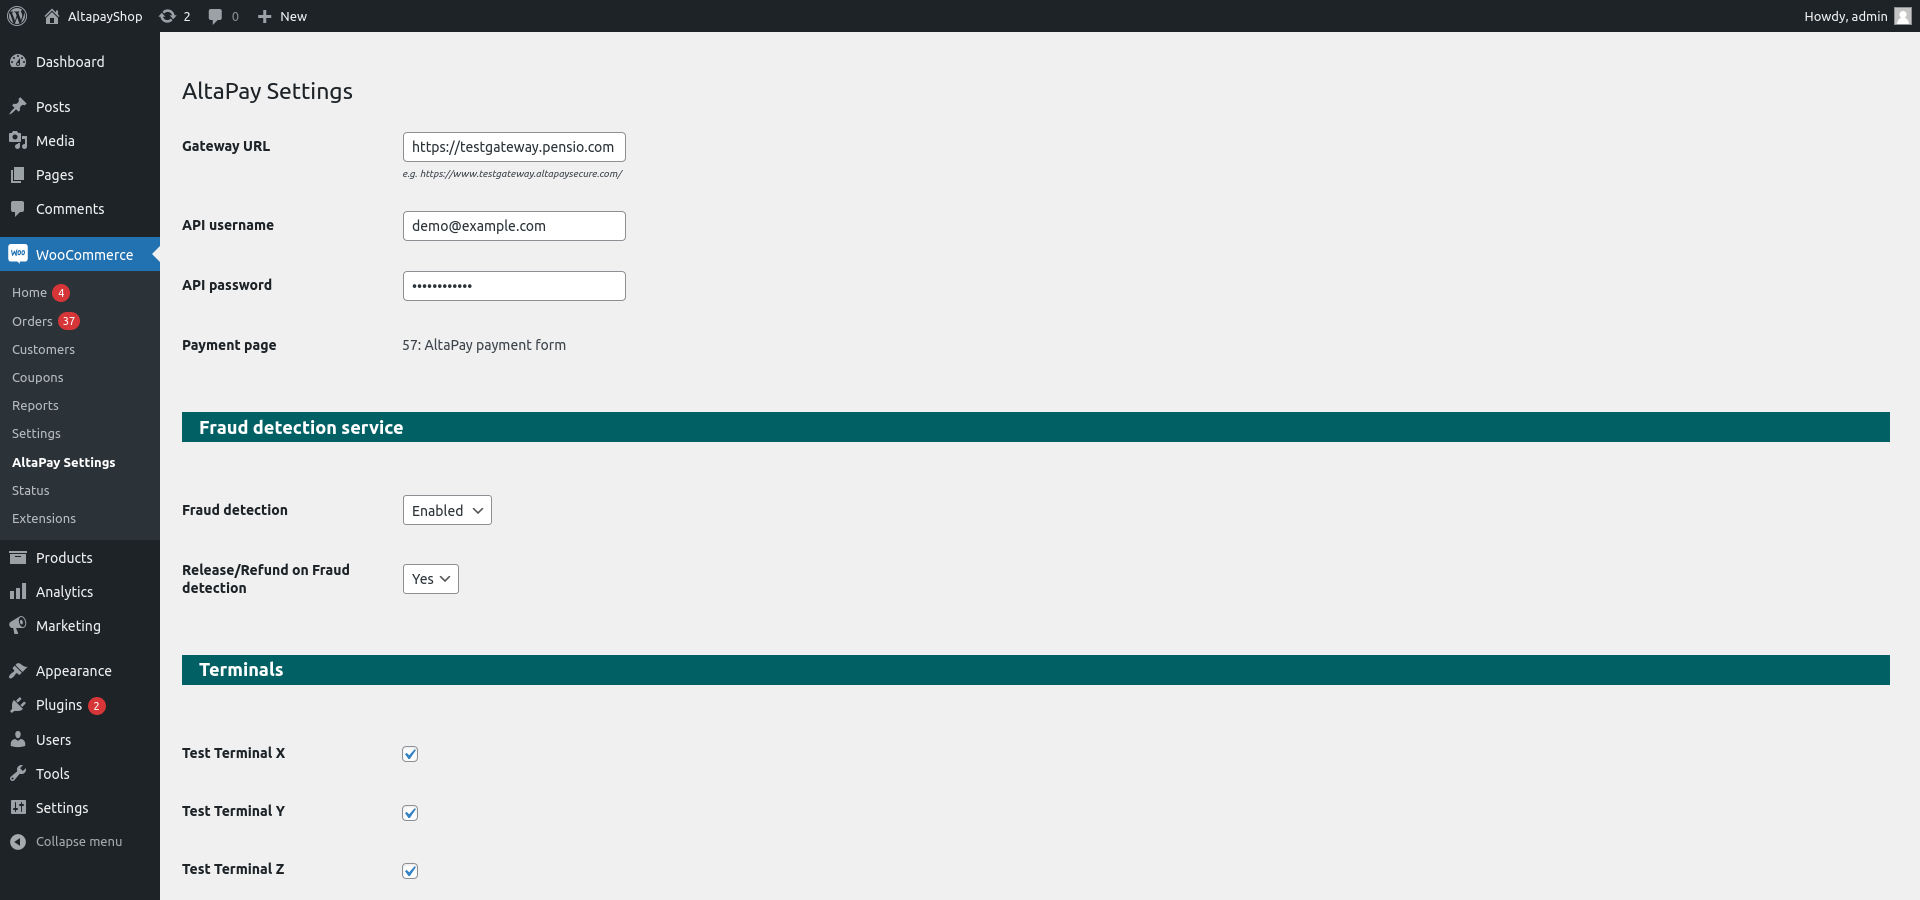 AltapayShop
2
0
New
Howdy, admin
Dashboard
Posts
Media
Pages
Comments
woo
WooCommerce
Home 4
Orders 37
Customers
Coupons
Reports
Settings
AltaPay Settings
Status
Extensions
Products
Analytics
Marketing
Appearance
Plugins 2
Users
Tools
Settings
Collapse menu
AltaPay Settings
Gateway URL
https://testgateway.pensio.com
e.g. https://www.testgateway.altapaysecure.com/
API username
demo@example.com
API password
••••••••••••
Payment page
57: AltaPay payment form
Fraud detection service
Fraud detection
Enabled
Release/Refund on Fraud
detection
Yes
Terminals
Test Terminal X
Test Terminal Y
Test Terminal Z